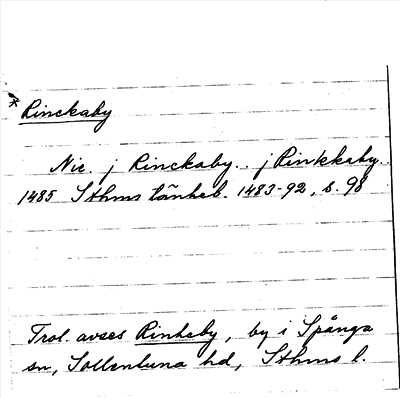 * Rinckaby
Nic. j Rinckaby.. j Rinkkaby..
1485 Sthms tänkeb. 1483-92, s. 98
Trol. avses Rinkeby, by i Spånga
sn, Sollentuna hd, Sthms l.